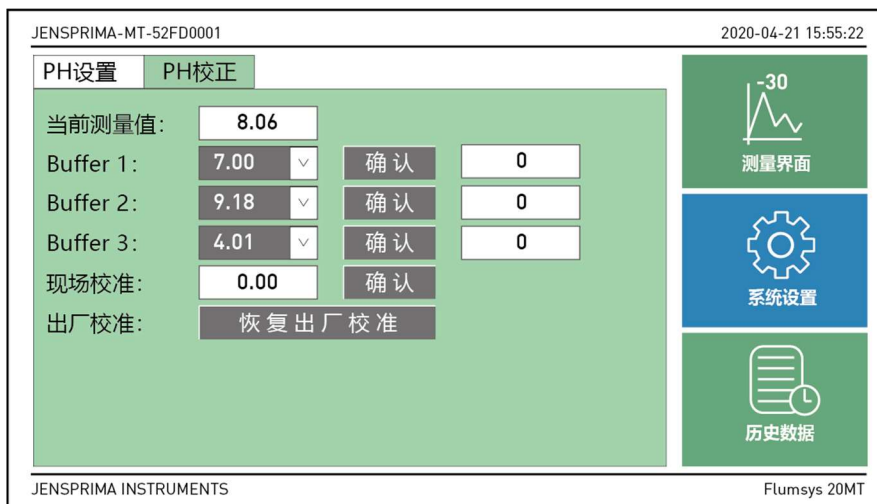 JENSPRIMA-MT-52FD0001 2020-04-21 15:55:22
PH设置 PH校正
当前测量值: 8.06
Buffer 1: 7.00 确认 0
Buffer 2: 9.18 确认 0
Buffer 3: 4.01 确认 0
现场校准: 0.00 确认
出厂校准: 恢复出厂校准
-30
测量界面
系统设置
历史数据
JENSPRIMA INSTRUMENTS Flumsys 20MT